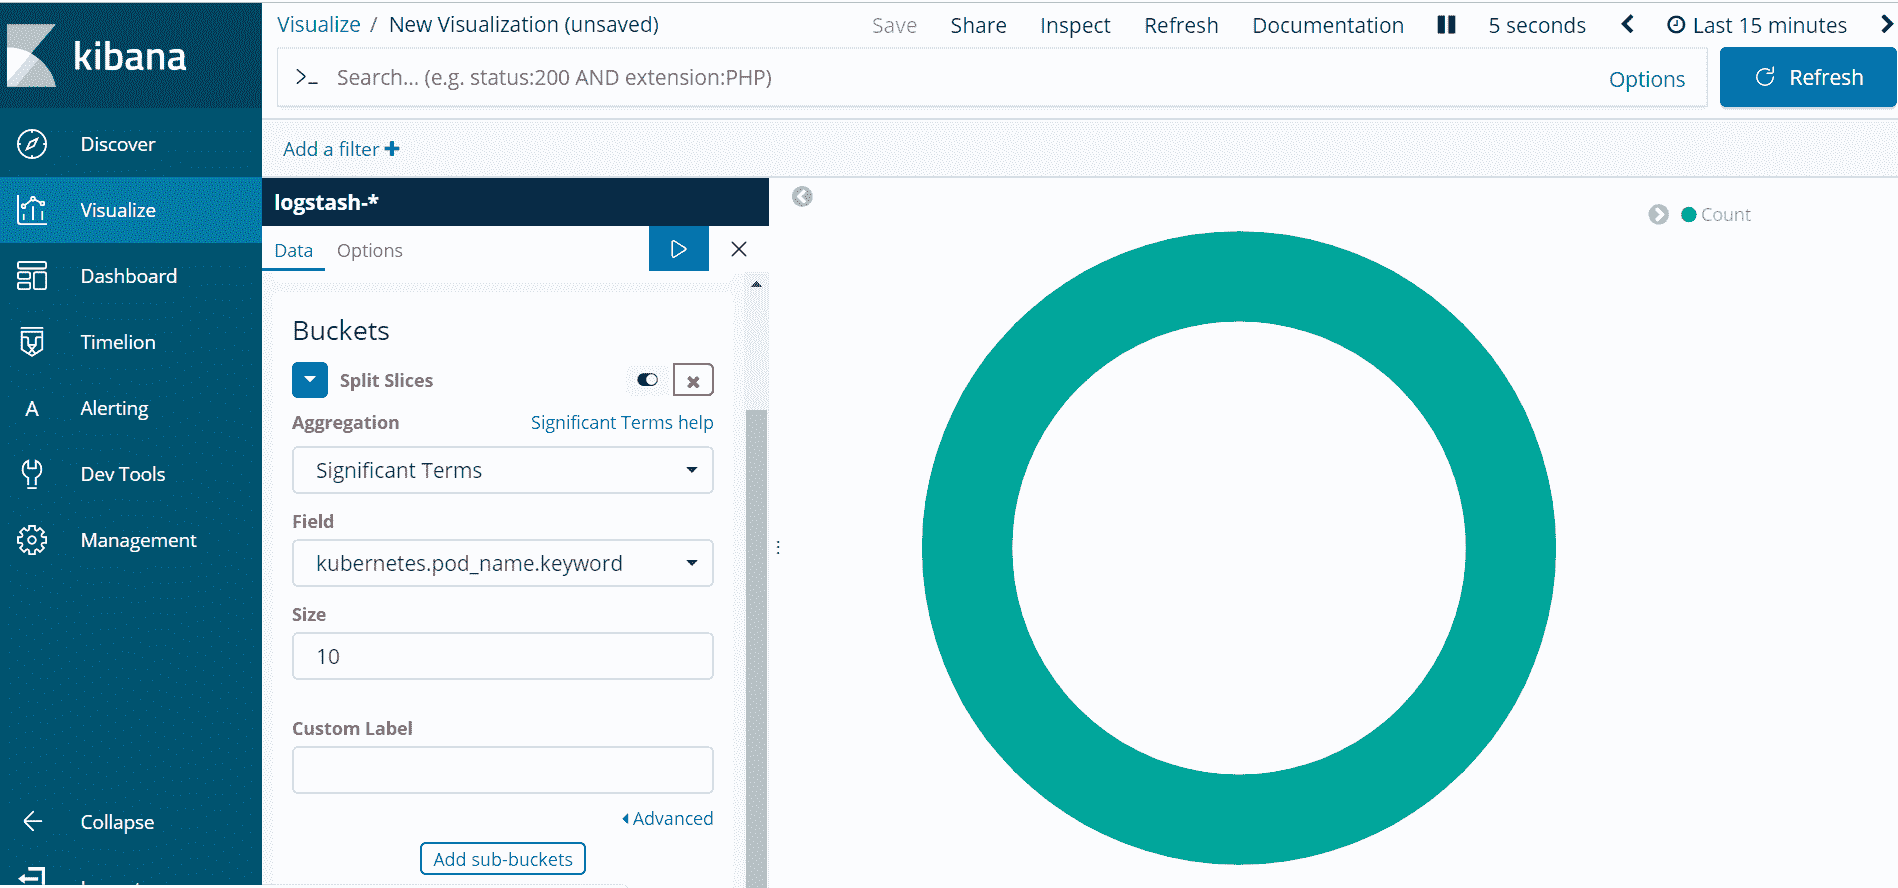 kibana
Discover
Visualize
Dashboard
Timelion
A Alerting
Dev Tools
Management
Collapse
Visualize / New Visualization (unsaved)
Save Share Inspect Refresh Documentation 5 seconds Last 15 minutes
>_ Search... (e.g. status:200 AND extension:PHP) Options Refresh
Add a filter +
logstash-*
Data Options
Buckets
Split Slices
Aggregation Significant Terms help
Significant Terms
Field
kubernetes.pod_name.keyword
Size
10
Custom Label
Advanced
Add sub-buckets
Count